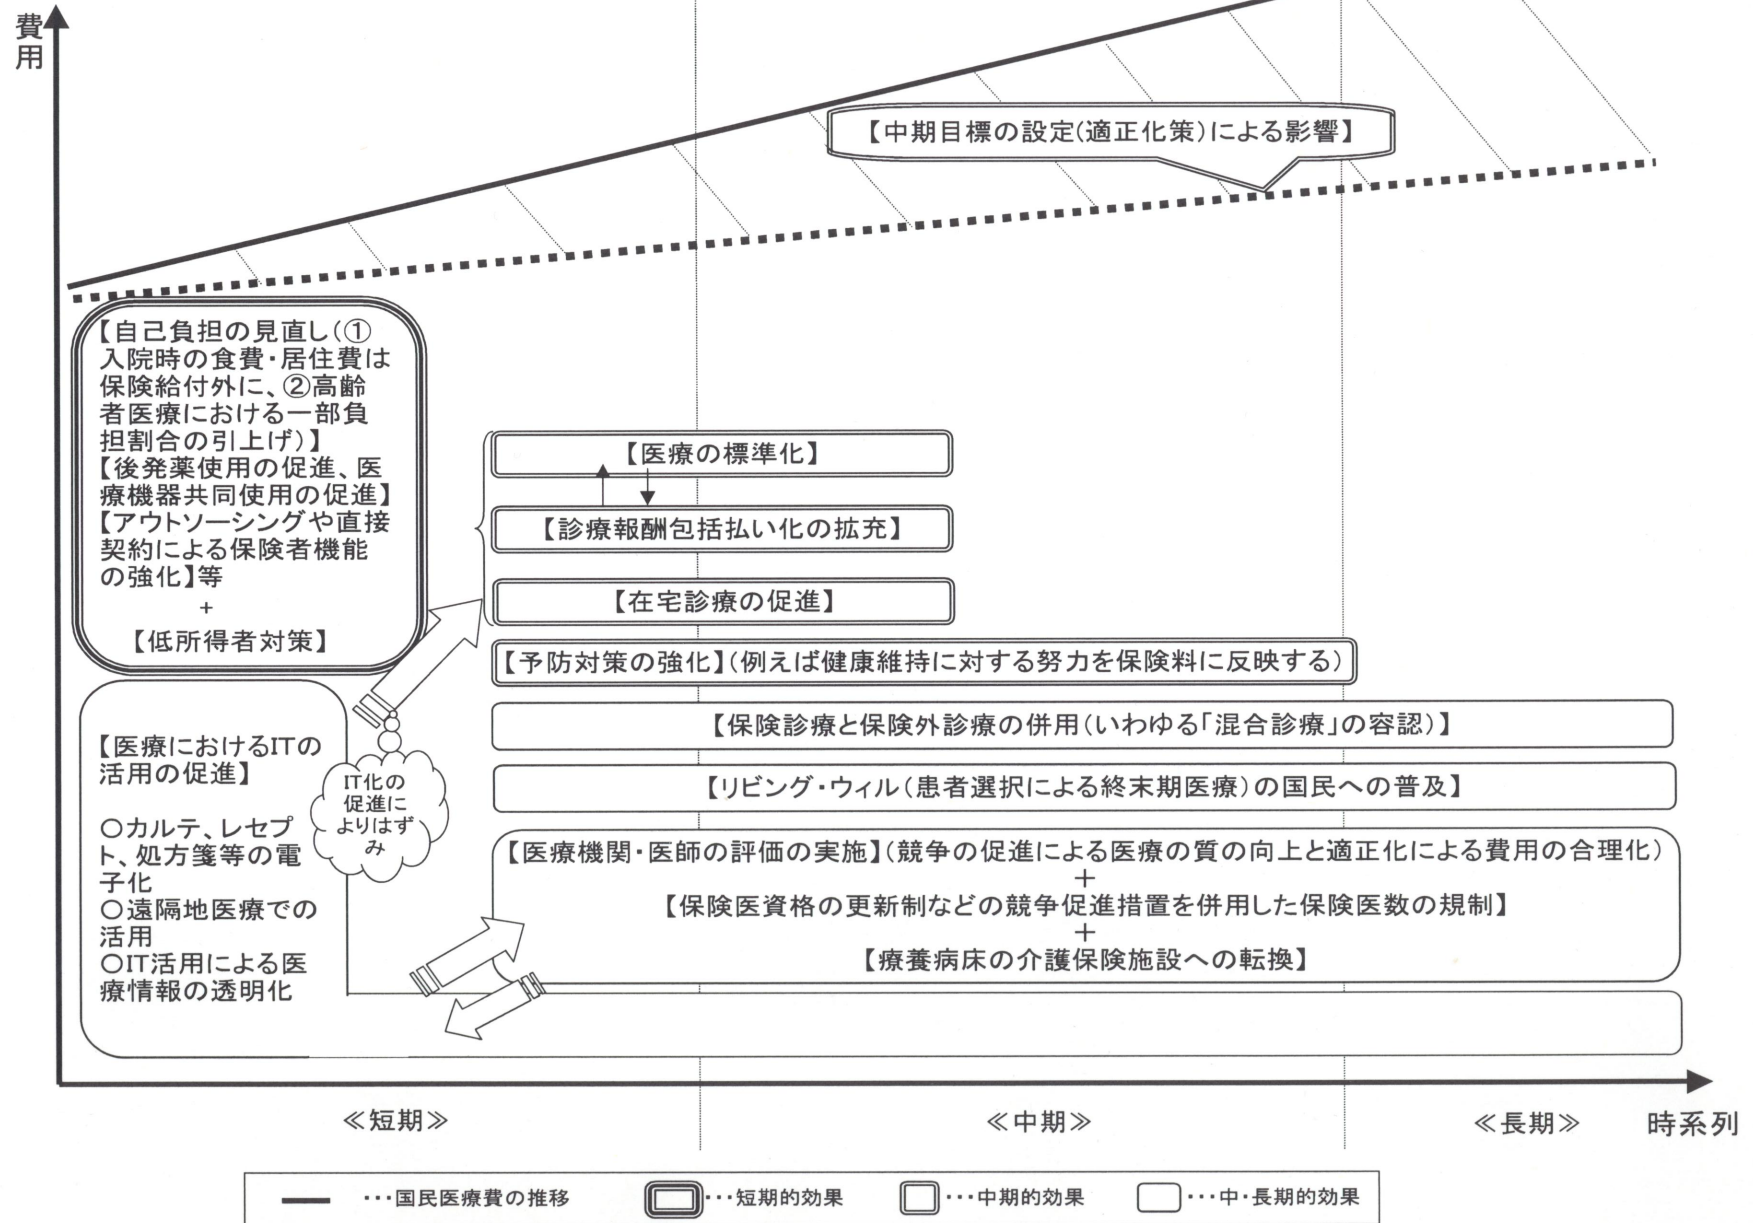 費
用
【中期目標の設定(適正化策)による影響】
【自己負担の見直し(①
入院時の食費・居住費は
保険給付外に、②高齢
者医療における一部負
担割合の引上げ)】
【後発薬使用の促進、医
療機器共同使用の促進】
【アウトソーシングや直接
契約による保険者機能
の強化】等
+
【低所得者対策】
【医療の標準化】
【診療報酬包括払い化の拡充】
【在宅診療の促進】
【予防対策の強化】(例えば健康維持に対する努力を保険料に反映する)
【保険診療と保険外診療の併用(いわゆる「混合診療」の容認)】
【リビング・ウィル(患者選択による終末期医療)の国民への普及】
【医療機関・医師の評価の実施】(競争の促進による医療の質の向上と適正化による費用の合理化)
+
【保険医資格の更新制などの競争促進措置を併用した保険医数の規制】
+
【療養病床の介護保険施設への転換】
【医療におけるITの
活用の促進】
○カルテ、レセプ
ト、処方箋等の電
子化
○遠隔地医療での
活用
○IT活用による医
療情報の透明化
IT化の
促進に
よりはず
み
≪短期≫
≪中期≫
≪長期≫
時系列
・・・国民医療費の推移
・・・短期的効果
・・・中期的効果
・・・中・長期的効果